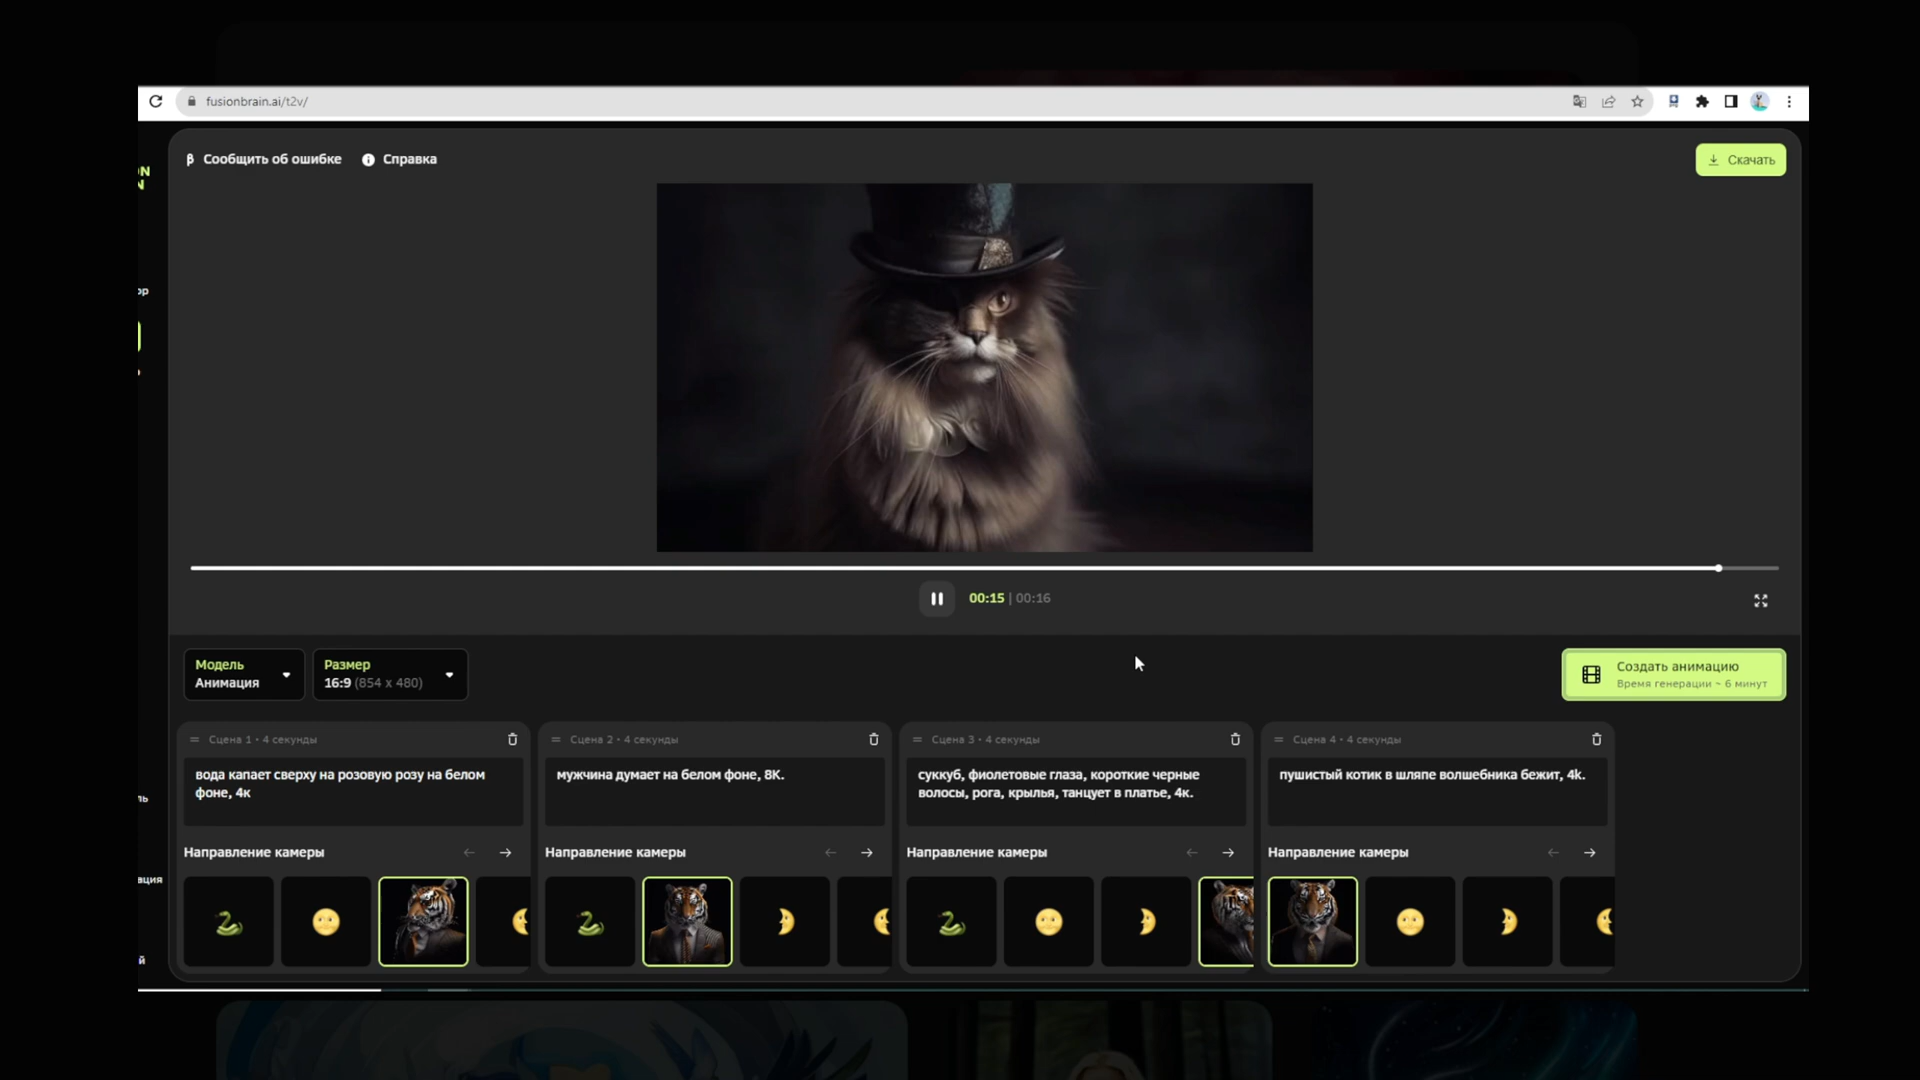 fusionbrain.ai/t2v/
β Сообщить об ошибке
Справка
Скачать
ON
N
ор
00:15 | 00:16
Модель
Анимация
Размер
16:9 (854 x 480)
Создать анимацию
Время генерации ~ 6 минут
Сцена 1 • 4 секунды
вода капает сверху на розовую розу на белом
фоне, 4к
Направление камеры
Сцена 2 • 4 секунды
мужчина думает на белом фоне, 8K.
Направление камеры
Сцена 3 • 4 секунды
суккуб, фиолетовые глаза, короткие черные
волосы, рога, крылья, танцует в платье, 4к.
Направление камеры
Сцена 4 • 4 секунды
пушистый котик в шляпе волшебника бежит, 4k.
Направление камеры
ль
ация
й